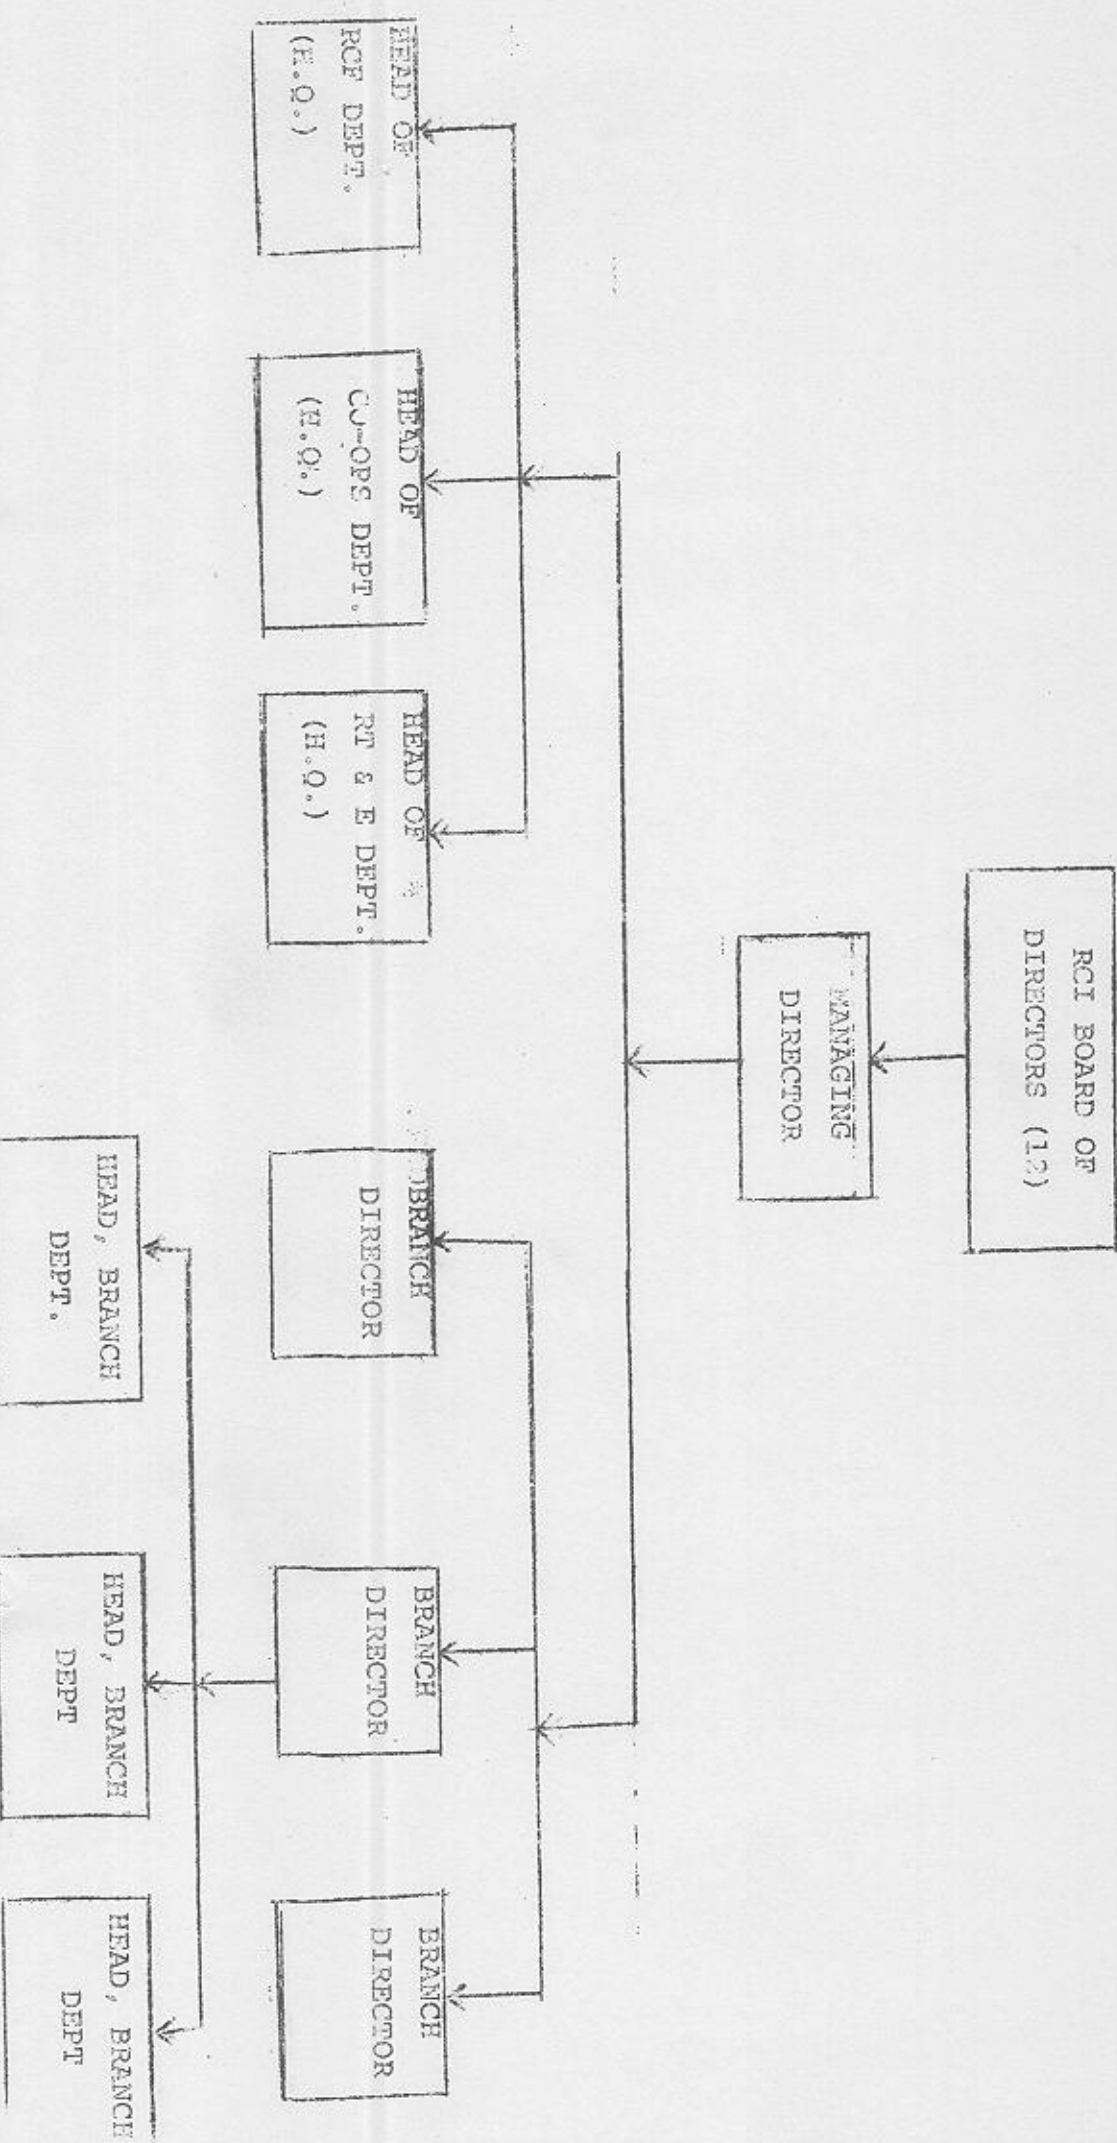 RCI BOARD OF
DIRECTORS (12)
MANAGING
DIRECTOR
HEAD OF
RCF DEPT.
(H.Q.)
HEAD OF
CO-OPS DEPT.
(H.Q.)
HEAD OF
RT & E DEPT.
(H.Q.)
BRANCH
DIRECTOR
BRANCH
DIRECTOR
BRANCH
DIRECTOR
HEAD, BRANCH
DEPT.
HEAD, BRANCH
DEPT
HEAD, BRANCH
DEPT